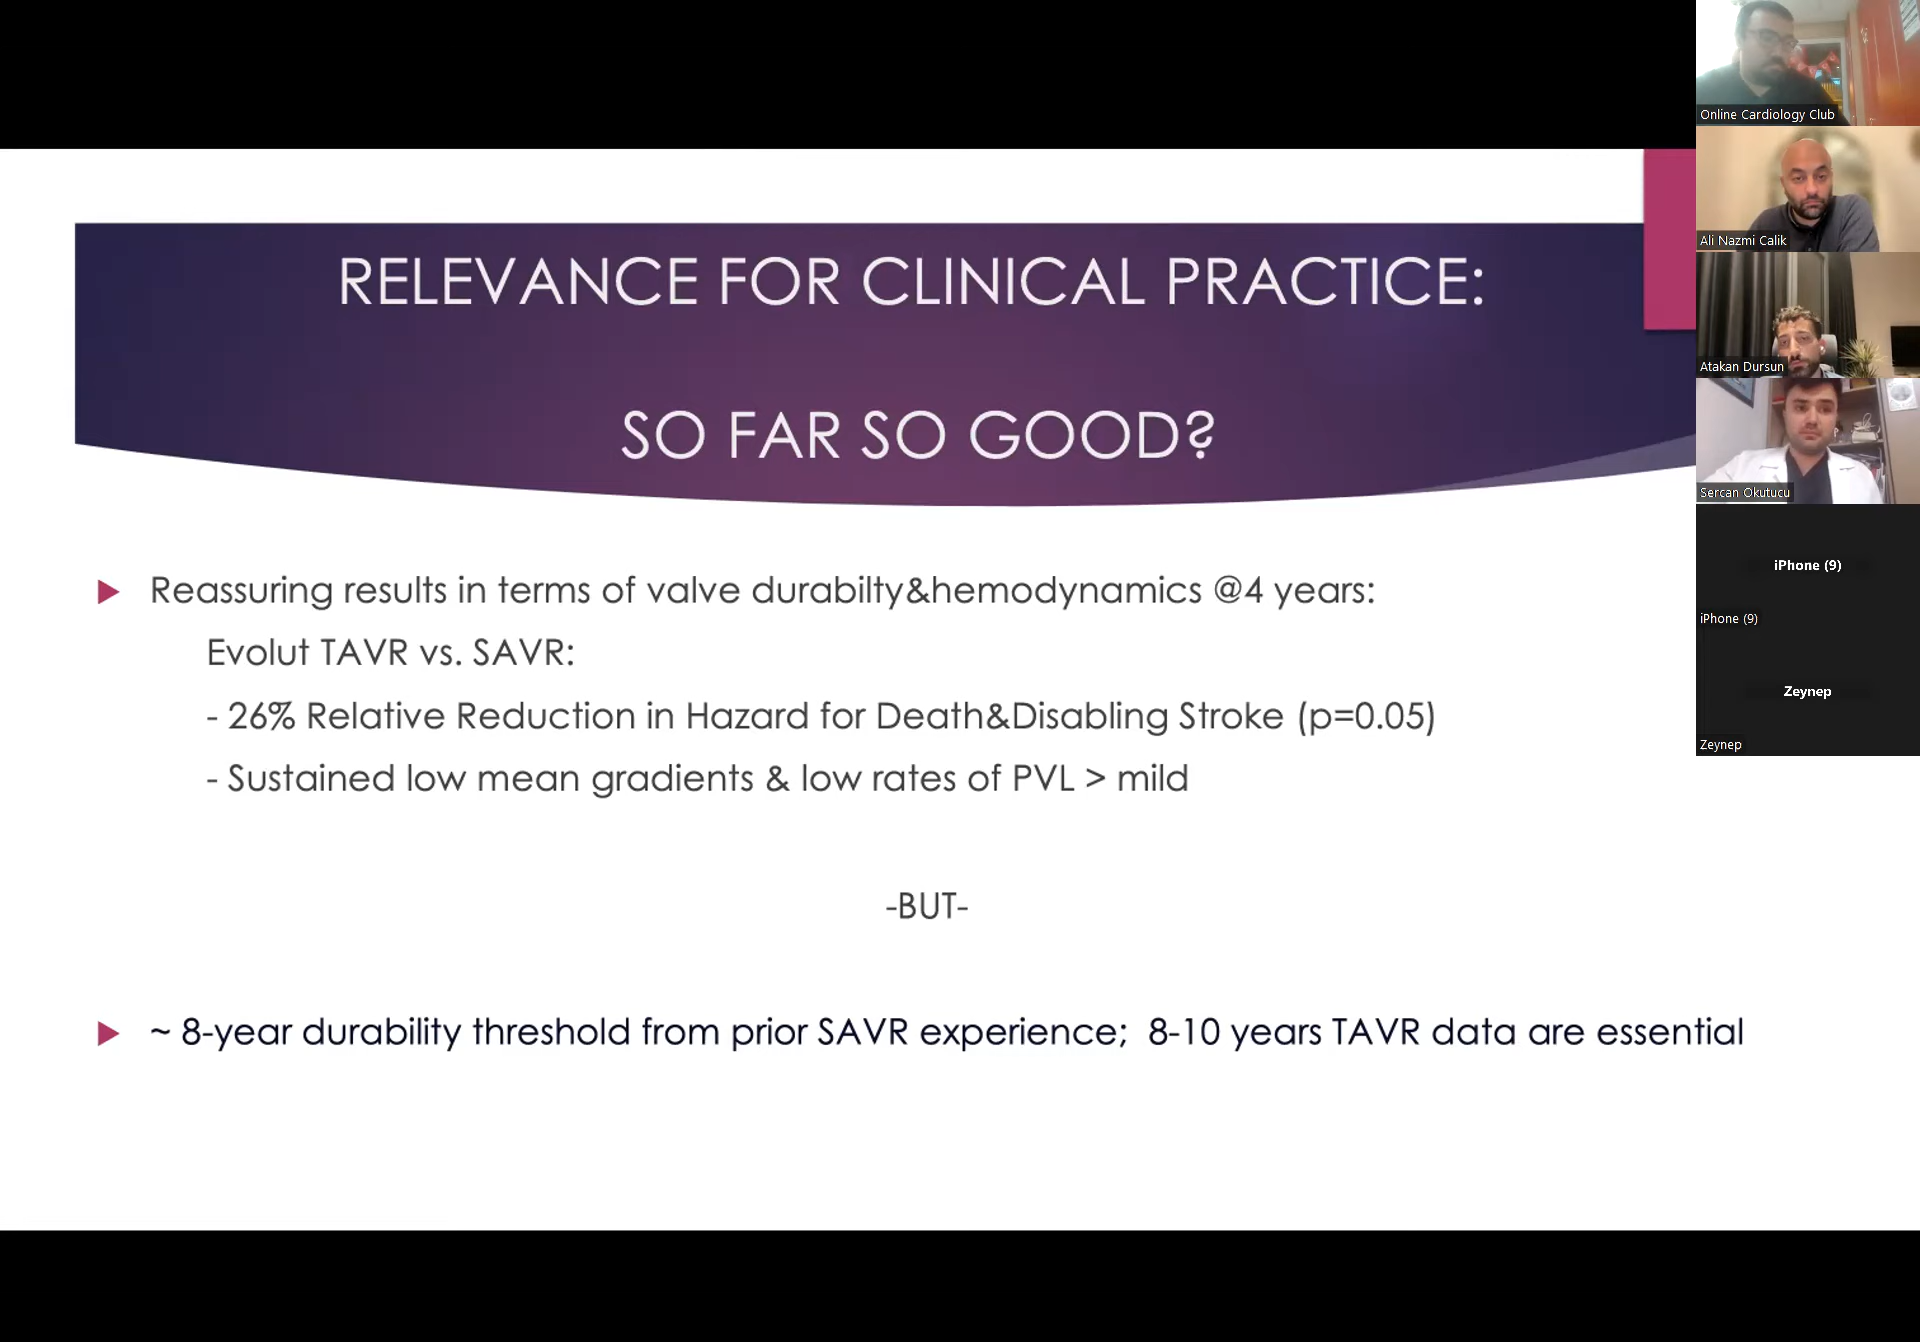 RELEVANCE FOR CLINICAL PRACTICE:
SO FAR SO GOOD?
Reassuring results in terms of valve durabilty&hemodynamics @4 years:
Evolut TAVR vs. SAVR:
- 26% Relative Reduction in Hazard for Death&Disabling Stroke (p=0.05)
- Sustained low mean gradients & low rates of PVL > mild
-BUT-
~ 8-year durability threshold from prior SAVR experience; 8-10 years TAVR data are essential
Online Cardiology Club
Ali Nazmi Calik
Atakan Dursun
Sercan Okutucu
iPhone (9)
iPhone (9)
Zeynep
Zeynep